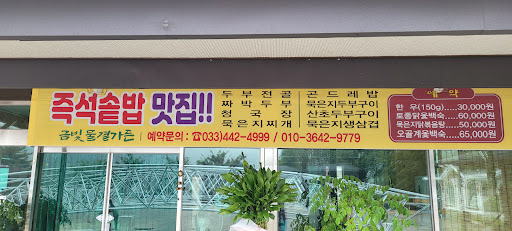 즉석솥밥 맛집!!
금빛물결가든 | 예약문의 : ☎033)442-4999 / 010-3642-9779
두부전골 곤드레밥
짜박두부 묵은지두부구이
청국장 산초두부구이
묵은지찌개 묵은지생삼겹
예약
한우(150g)......30,000원
토종닭옻백숙......60,000원
묵은지닭볶음탕......50,000원
오골계옻백숙......65,000원